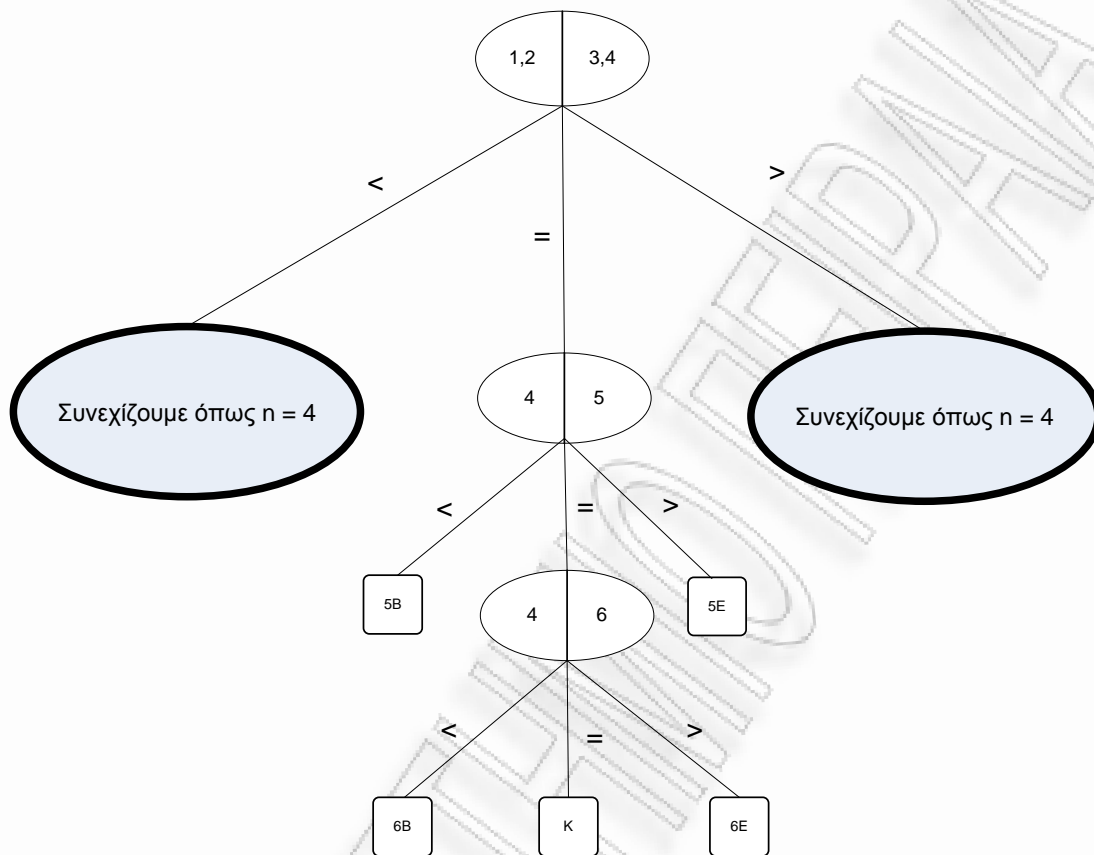 1,2 3,4
< = >
Συνεχίζουμε όπως n = 4
4 5
Συνεχίζουμε όπως n = 4
< = >
5B
4 6
5E
< = >
6B K 6E